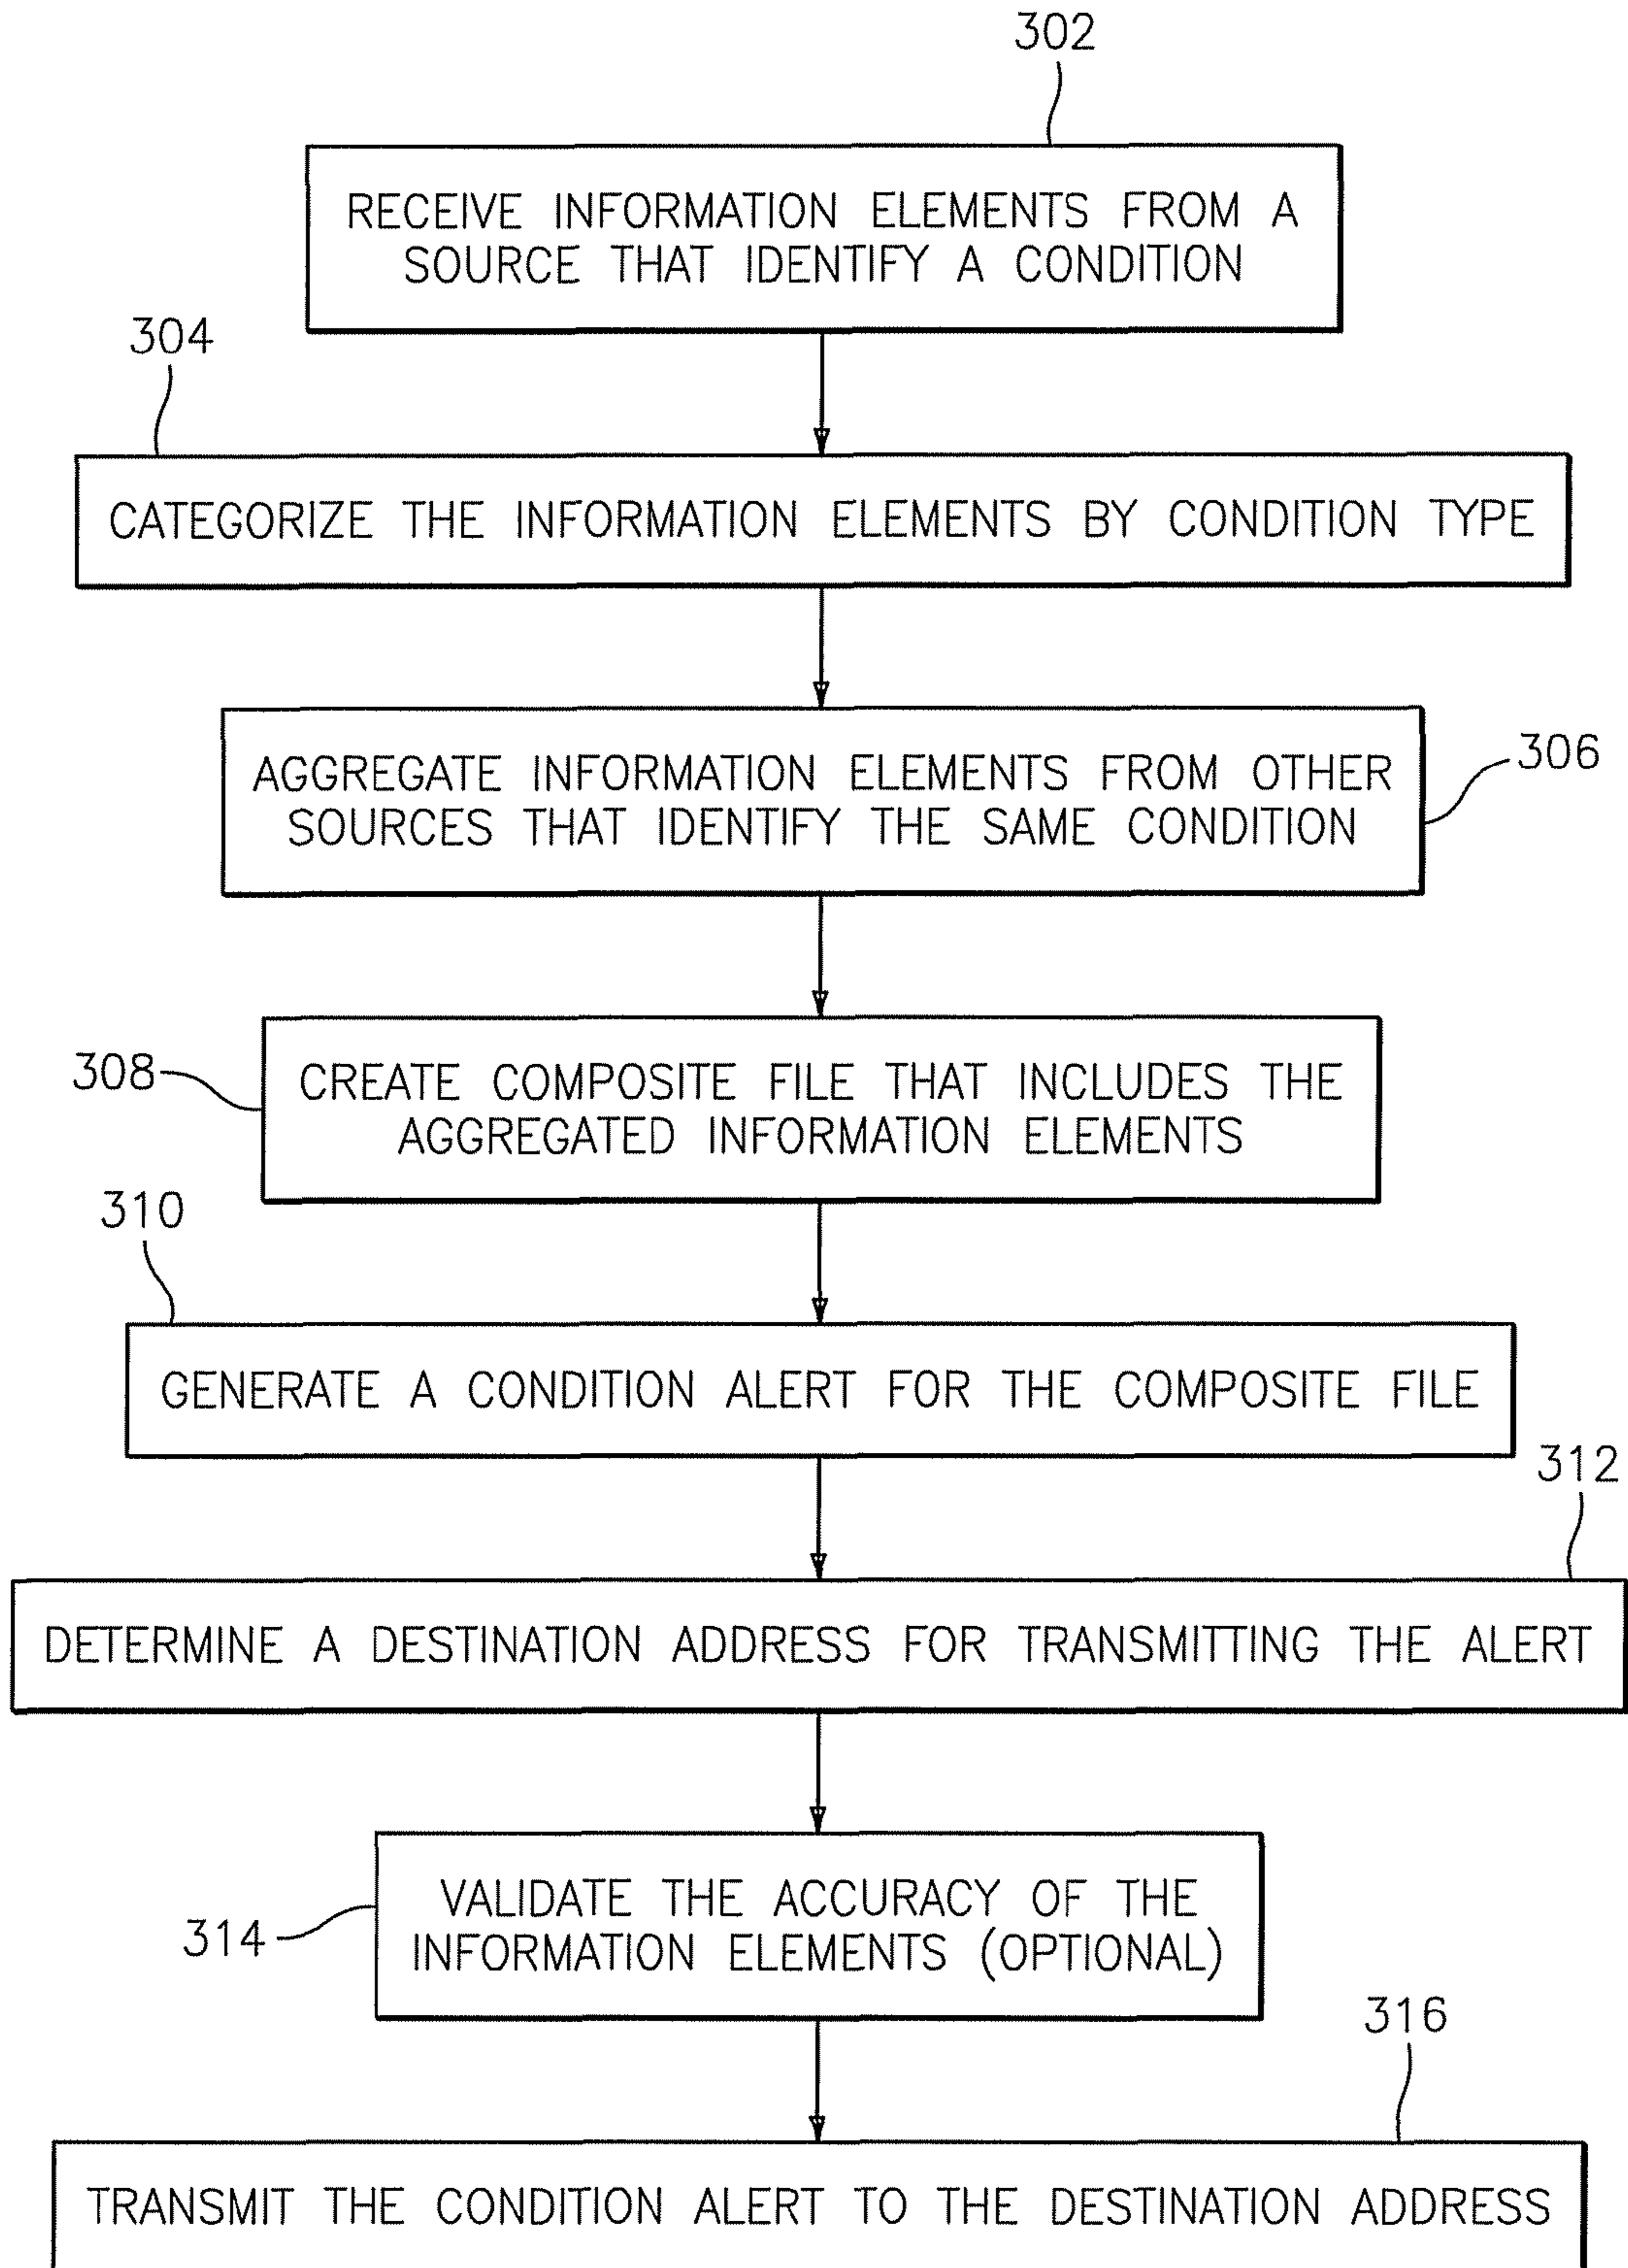 302
RECEIVE INFORMATION ELEMENTS FROM A
SOURCE THAT IDENTIFY A CONDITION
304
CATEGORIZE THE INFORMATION ELEMENTS BY CONDITION TYPE
306
AGGREGATE INFORMATION ELEMENTS FROM OTHER
SOURCES THAT IDENTIFY THE SAME CONDITION
308
CREATE COMPOSITE FILE THAT INCLUDES THE
AGGREGATED INFORMATION ELEMENTS
310
GENERATE A CONDITION ALERT FOR THE COMPOSITE FILE
312
DETERMINE A DESTINATION ADDRESS FOR TRANSMITTING THE ALERT
314
VALIDATE THE ACCURACY OF THE
INFORMATION ELEMENTS (OPTIONAL)
316
TRANSMIT THE CONDITION ALERT TO THE DESTINATION ADDRESS